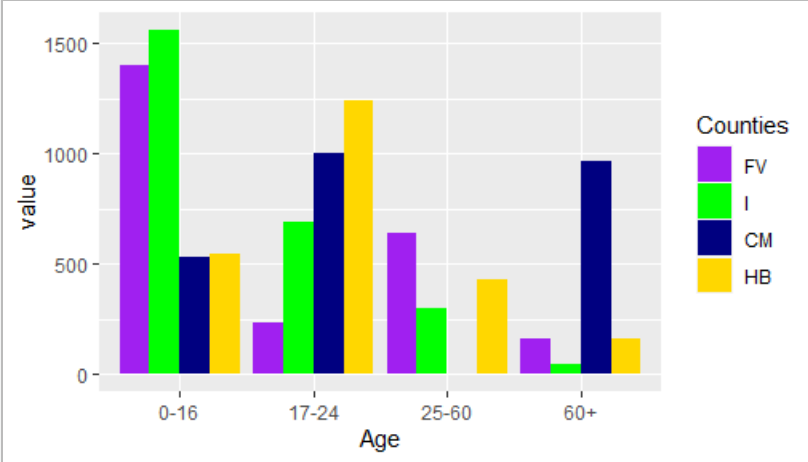 1500
1000
500
0
value
0-16 17-24 25-60 60+
Age
Counties
FV
I
CM
HB